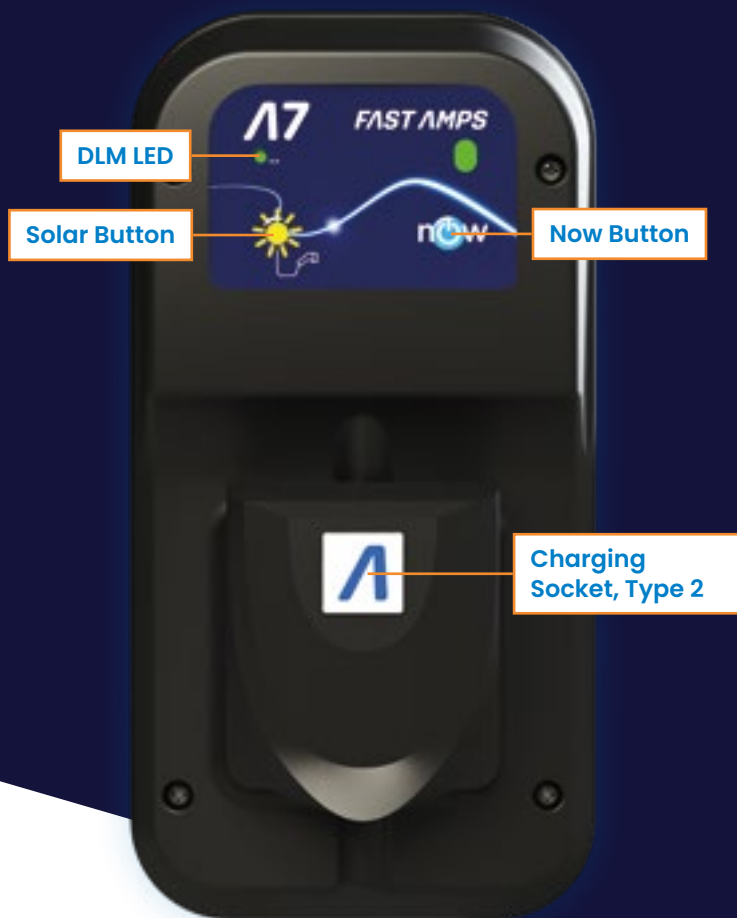 A7
FAST AMPS
DLM LED
Solar Button
now
Now Button
Charging
Socket, Type 2